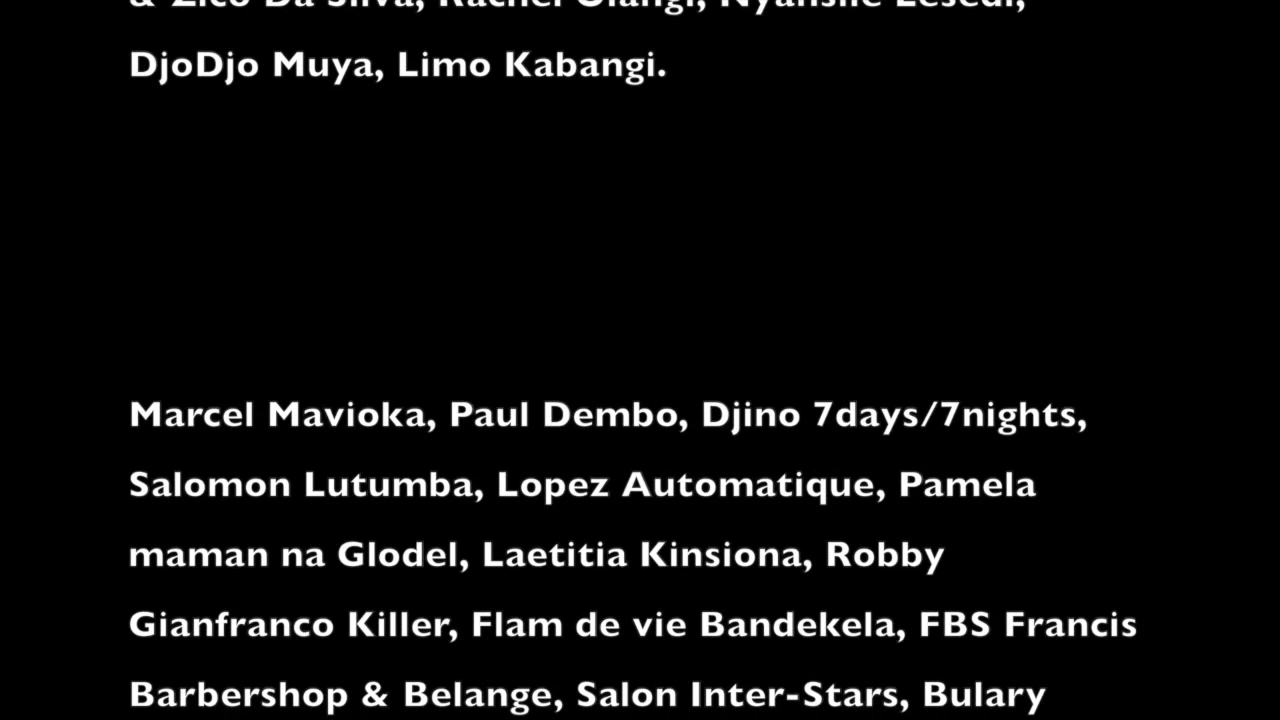 & Zico Da Silva, Rachel Olangi, Nyanshe Lesedi,
DjoDjo Muya, Limo Kabangi.
Marcel Mavioka, Paul Dembo, Djino 7days/7nights,
Salomon Lutumba, Lopez Automatique, Pamela
maman na Glodel, Laetitia Kinsiona, Robby
Gianfranco Killer, Flam de vie Bandekela, FBS Francis
Barbershop & Belange, Salon Inter-Stars, Bulary